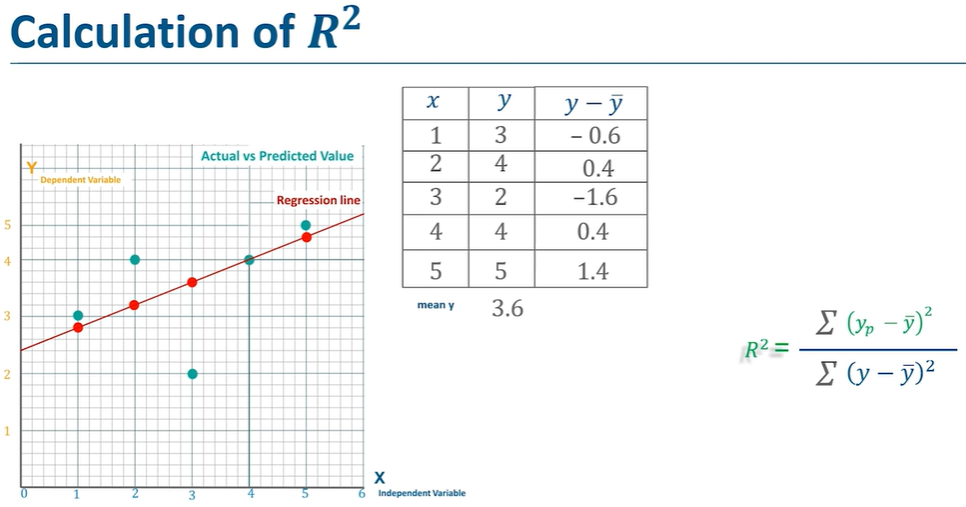 Calculation of R²
Actual vs Predicted Value
Y
Dependent Variable
Regression line
5
4
3
2
1
0 1 2 3 4 5 6
X
Independent Variable
x y y − ȳ
1 3 − 0.6
2 4 0.4
3 2 −1.6
4 4 0.4
5 5 1.4
mean y 3.6
R² = ∑ (yₚ − ȳ)²
∑ (y − ȳ)²